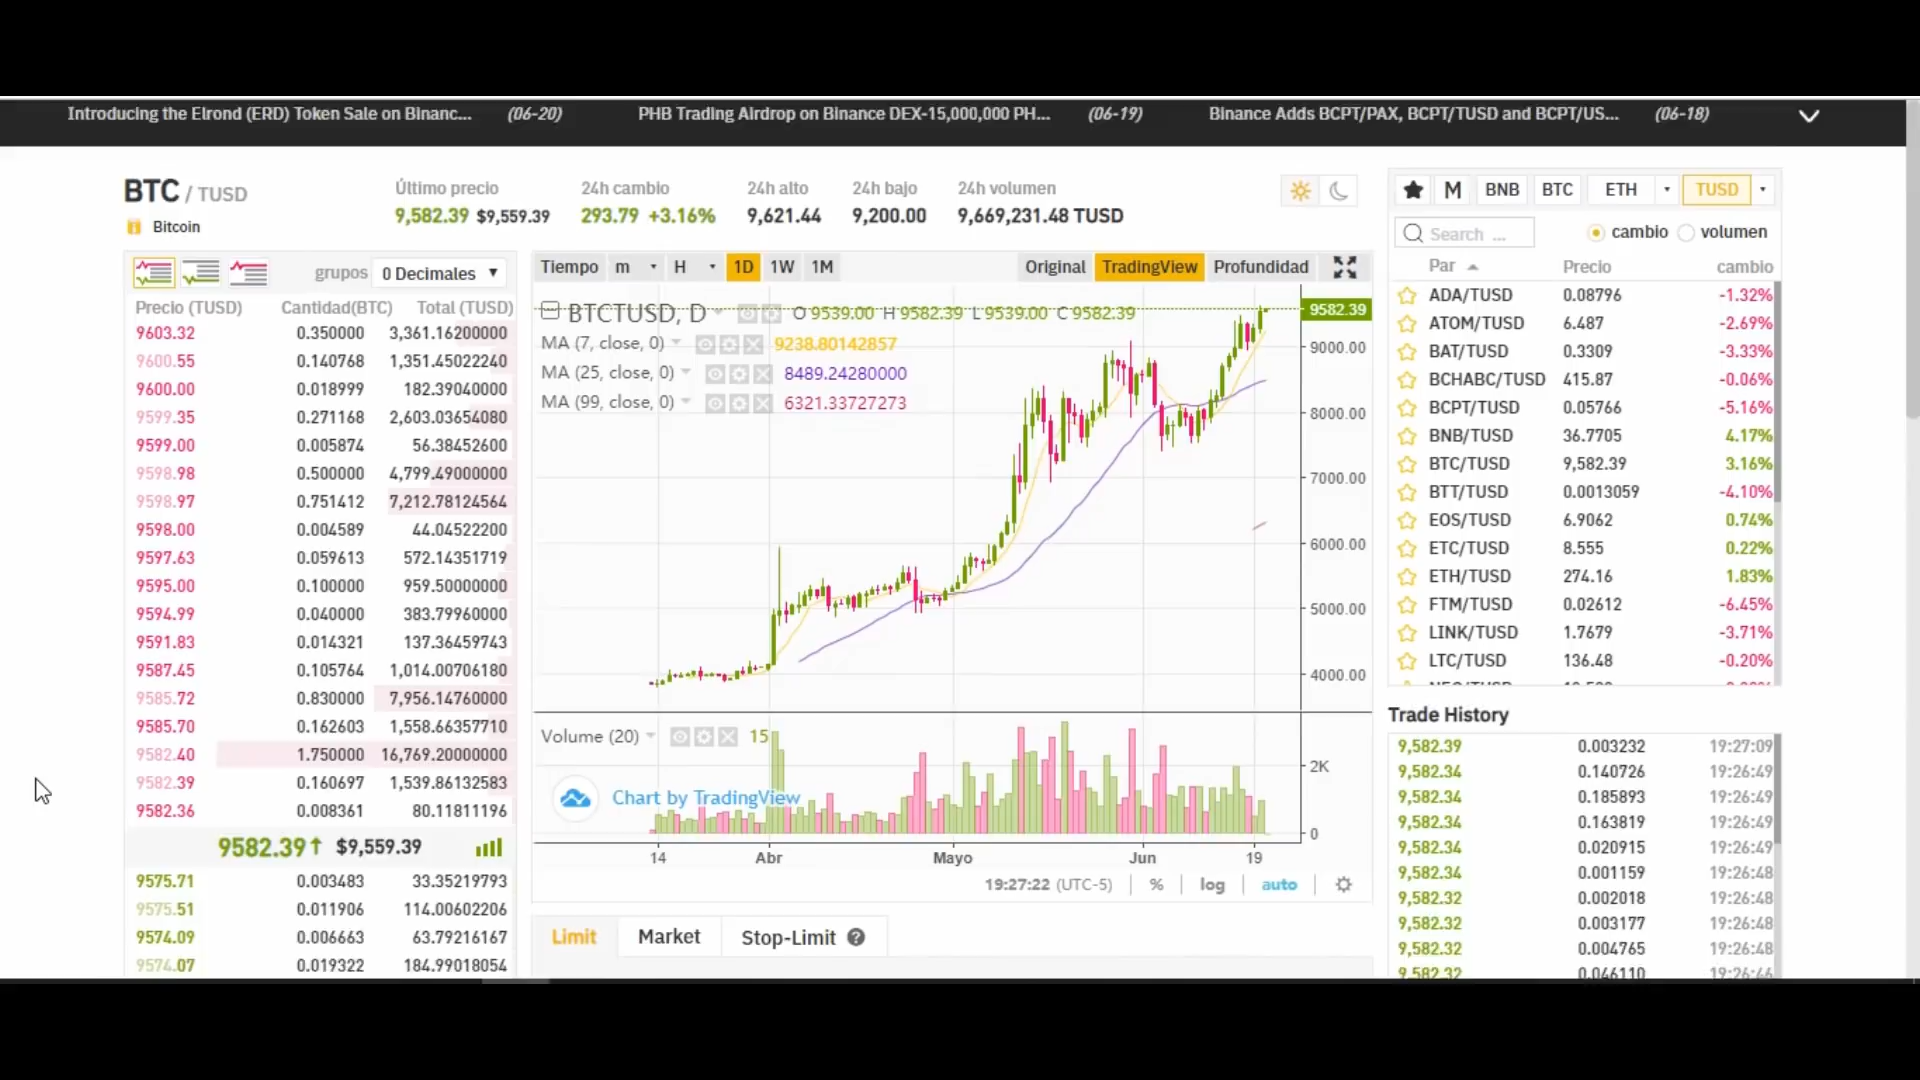 Introducing the Elrond (ERD) Token Sale on Binanc... (06-20) PHB Trading Airdrop on Binance DEX-15,000,000 PH... (06-19) Binance Adds BCPT/PAX, BCPT/TUSD and BCPT/US... (06-18)
BTC / TUSD
Bitcoin
Último precio
9,582.39 $9,559.39
24h cambio
293.79 +3.16%
24h alto
9,621.44
24h bajo
9,200.00
24h volumen
9,669,231.48 TUSD
grupos 0 Decimales
Precio (TUSD) Cantidad(BTC) Total (TUSD)
9603.32 0.350000 3,361.16200000
9600.55 0.140768 1,351.45022240
9600.00 0.018999 182.39040000
9599.35 0.271168 2,603.03654080
9599.00 0.005874 56.38452600
9598.98 0.500000 4,799.49000000
9598.97 0.751412 7,212.78124564
9598.00 0.004589 44.04522200
9597.63 0.059613 572.14351719
9595.00 0.100000 959.50000000
9594.99 0.040000 383.79960000
9591.83 0.014321 137.36459743
9587.45 0.105764 1,014.00706180
9585.72 0.830000 7,956.14760000
9585.70 0.162603 1,558.66357710
9582.40 1.750000 16,769.20000000
9582.39 0.160697 1,539.86132583
9582.36 0.008361 80.11811196
9582.39↑ $9,559.39
9575.71 0.003483 33.35219793
9575.51 0.011906 114.00602206
9574.09 0.006663 63.79216167
9574.07 0.019322 184.99018054
Tiempo m H 1D 1W 1M Original TradingView Profundidad
BTCTUSD, D O 9539.00 H 9582.39 L 9539.00 C 9582.39
MA (7, close, 0) 9238.80142857
MA (25, close, 0) 8489.24280000
MA (99, close, 0) 6321.33727273
9582.39
9000.00
8000.00
7000.00
6000.00
5000.00
4000.00
Volume (20) 15
2K
Chart by TradingView
0
14 Abr Mayo Jun 19
19:27:22 (UTC-5) % log auto
Limit Market Stop-Limit ?
M BNB BTC ETH TUSD
Search ... cambio volumen
Par Precio cambio
ADA/TUSD 0.08796 -1.32%
ATOM/TUSD 6.487 -2.69%
BAT/TUSD 0.3309 -3.33%
BCHABC/TUSD 415.87 -0.06%
BCPT/TUSD 0.05766 -5.16%
BNB/TUSD 36.7705 4.17%
BTC/TUSD 9,582.39 3.16%
BTT/TUSD 0.0013059 -4.10%
EOS/TUSD 6.9062 0.74%
ETC/TUSD 8.555 0.22%
ETH/TUSD 274.16 1.83%
FTM/TUSD 0.02612 -6.45%
LINK/TUSD 1.7679 -3.71%
LTC/TUSD 136.48 -0.20%
Trade History
9,582.39 0.003232 19:27:09
9,582.34 0.140726 19:26:49
9,582.34 0.185893 19:26:49
9,582.34 0.163819 19:26:49
9,582.34 0.020915 19:26:49
9,582.34 0.001159 19:26:48
9,582.32 0.002018 19:26:48
9,582.32 0.003177 19:26:48
9,582.32 0.004765 19:26:48
9,582.32 0.046110 19:26:46